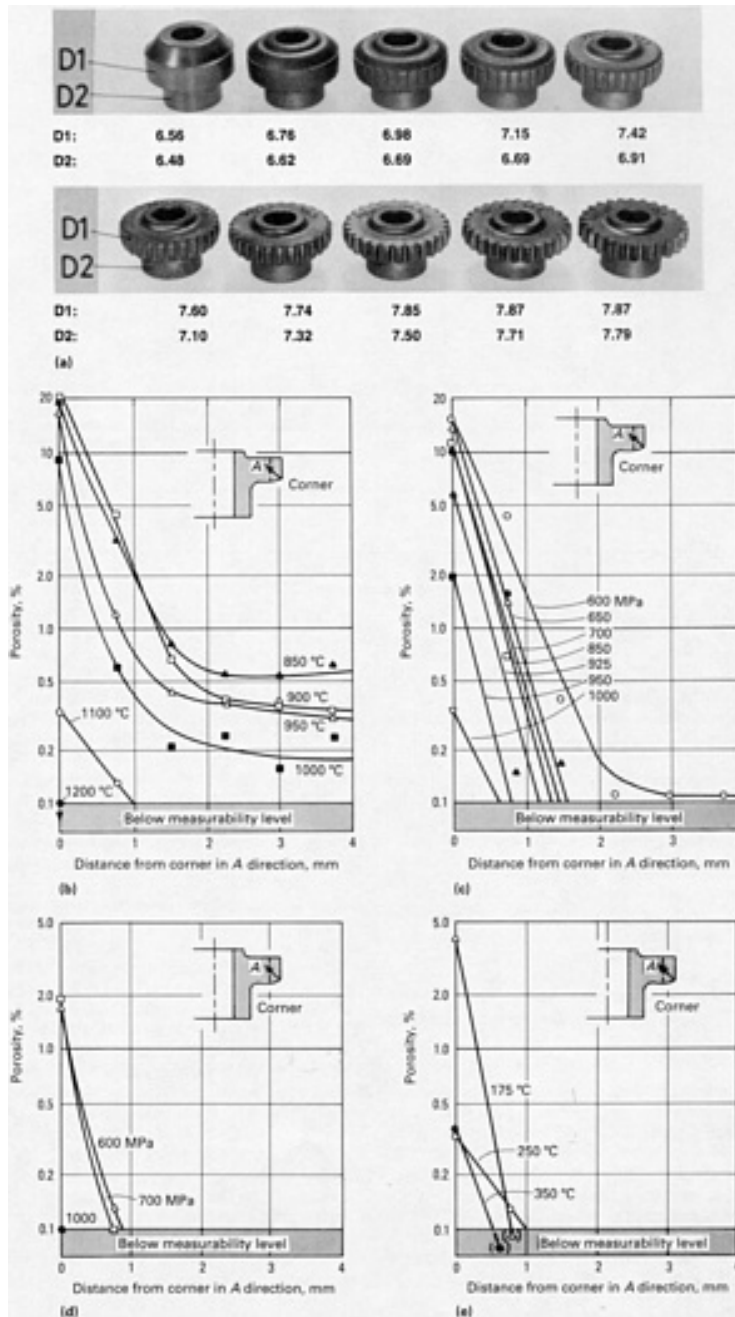 D1
D2
D1: 6.56 6.76 6.98 7.15 7.42
D2: 6.48 6.62 6.69 6.69 6.91
D1
D2
D1: 7.60 7.74 7.85 7.87 7.87
D2: 7.10 7.32 7.50 7.71 7.79
(a)
20
10
5.0
2.0
1.0
0.5
0.2
0.1
Porosity, %
A
Corner
850 °C
900 °C
950 °C
1000 °C
1100 °C
1200 °C
Below measurability level
0 1 2 3 4
Distance from corner in A direction, mm
(b)
20
10
5.0
2.0
1.0
0.5
0.2
0.1
Porosity, %
A
Corner
600 MPa
650
700
850
925
950
1000
Below measurability level
0 1 2 3 4
Distance from corner in A direction, mm
(c)
5.0
2.0
1.0
0.5
0.2
0.1
Porosity, %
A
Corner
600 MPa
700 MPa
1000
Below measurability level
0 1 2 3 4
Distance from corner in A direction, mm
(d)
5.0
2.0
1.0
0.5
0.2
0.1
Porosity, %
A
Corner
175 °C
250 °C
350 °C
Below measurability level
0 1 2 3 4
Distance from corner in A direction, mm
(e)